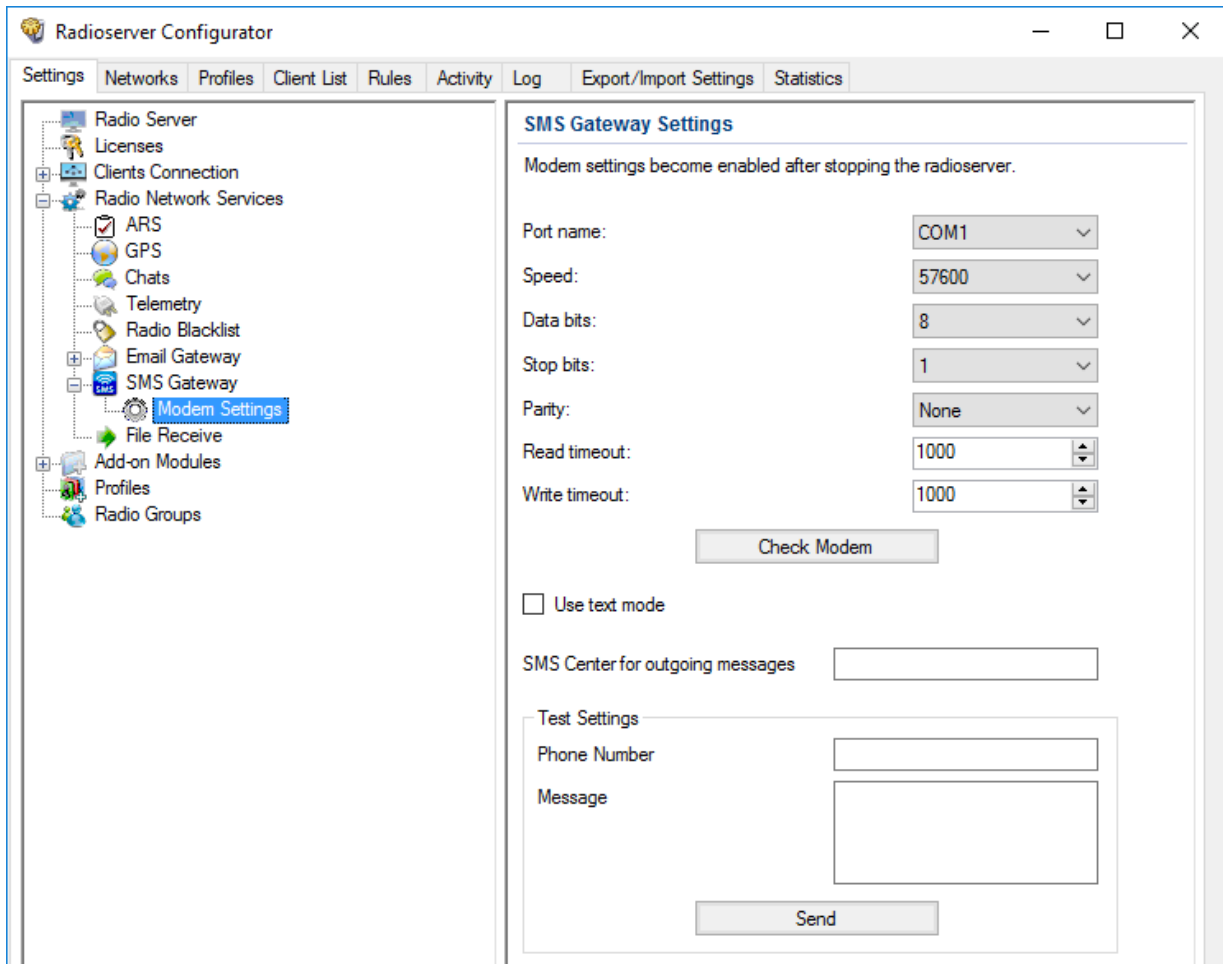 Radioserver Configurator
Settings Networks Profiles Client List Rules Activity Log Export/Import Settings Statistics
Radio Server
Licenses
Clients Connection
Radio Network Services
ARS
GPS
Chats
Telemetry
Radio Blacklist
Email Gateway
SMS
SMS Gateway
Modem Settings
File Receive
Add-on Modules
Profiles
Radio Groups
SMS Gateway Settings
Modem settings become enabled after stopping the radioserver.
Port name: COM1
Speed: 57600
Data bits: 8
Stop bits: 1
Parity: None
Read timeout: 1000
Write timeout: 1000
Check Modem
Use text mode
SMS Center for outgoing messages
Test Settings
Phone Number
Message
Send